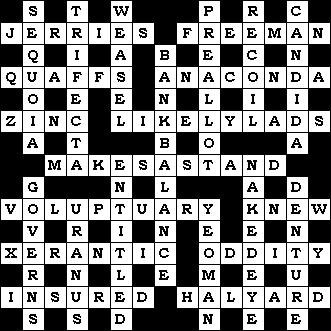 S T W P R C
JERRIES FREEMAN
Q I A B E C N
QUAFFS ANACONDA
O E E N L I I
ZINC LIKELYLADS
A T B O A
MAKESASTAND
G N L A D
VOLUPTUARY KNEW
V R I N E E N
XERANTIC ODDITY
R N L E M E U
INSURED HALYARD
S S D N E E